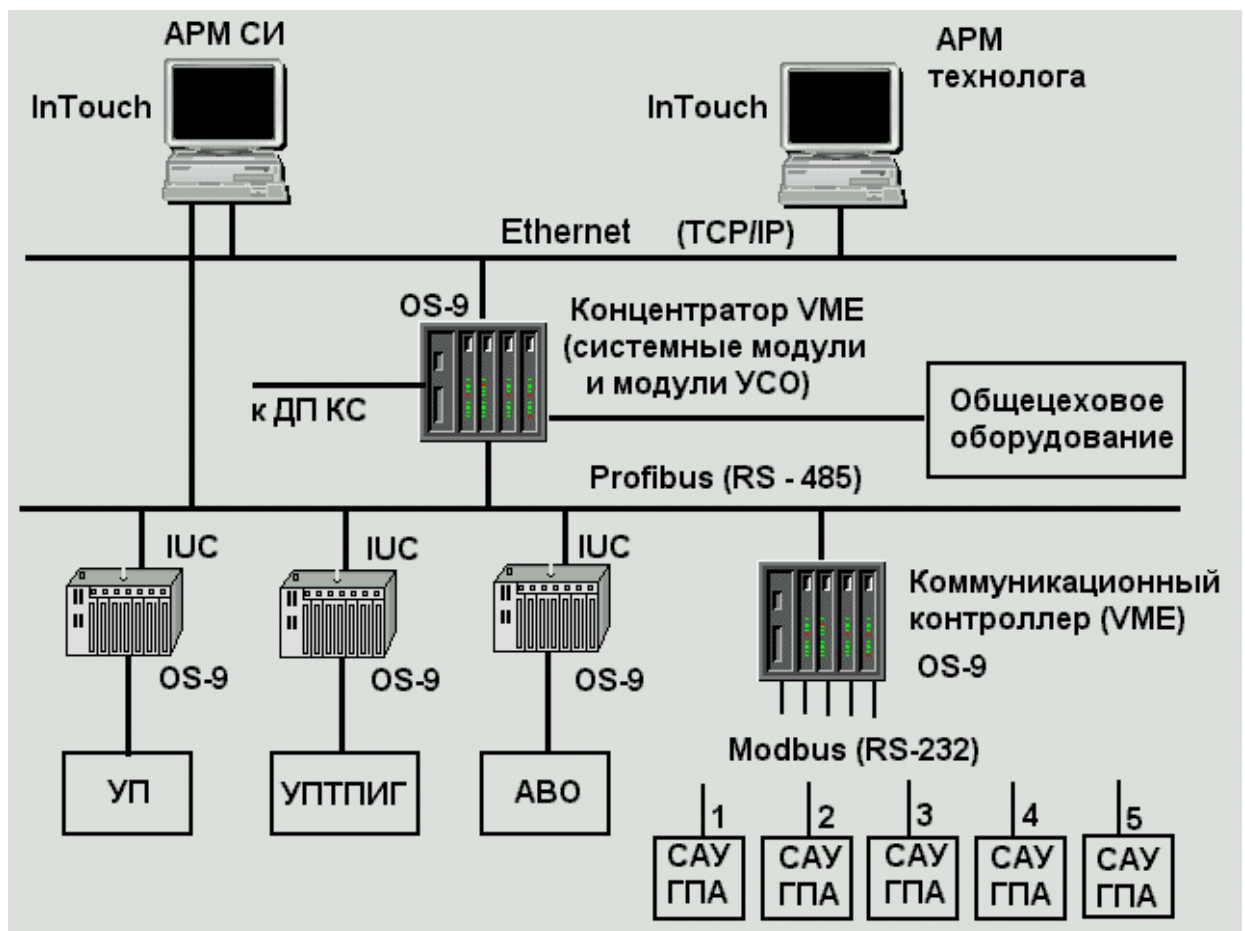 АРМ СИ
АРМ
технолога
InTouch
InTouch
Ethernet (TCP/IP)
OS-9
Концентратор VME
(системные модули
и модули УСО)
к ДП КС
Общецеховое
оборудование
Profibus (RS - 485)
IUC
IUC
IUC
Коммуникационный
контроллер (VME)
OS-9
OS-9
OS-9
OS-9
Modbus (RS-232)
УП
УПТПИГ
АВО
1
2
3
4
5
САУ
ГПА
САУ
ГПА
САУ
ГПА
САУ
ГПА
САУ
ГПА